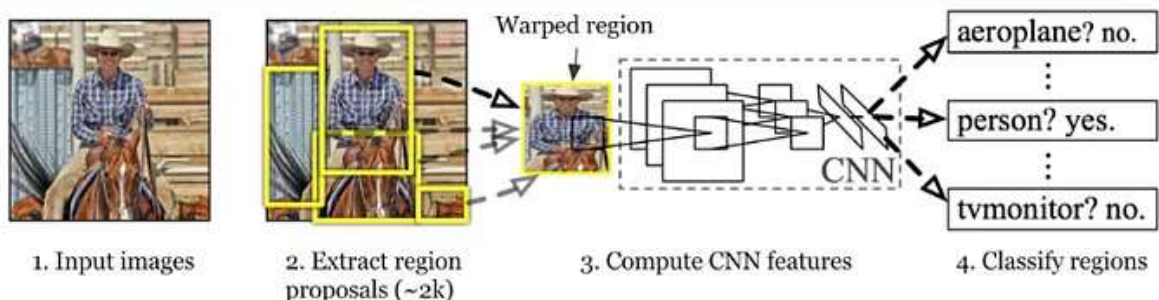 Warped region
aeroplane? no.
person? yes.
CNN
tvmonitor? no.
1. Input images
2. Extract region
proposals (~2k)
3. Compute CNN features
4. Classify regions